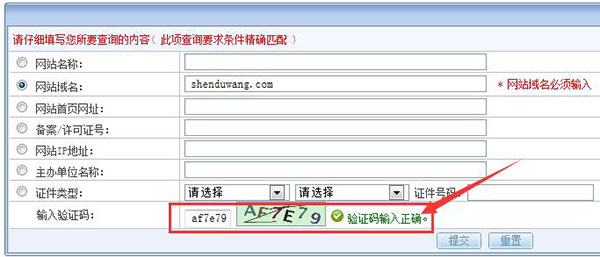 请仔细填写您所要查询的内容( 此项查询要求条件精确匹配 )
网站名称：
网站域名： shenduwang.com * 网站域名必须输入
网站首页网址：
备案/许可证号：
网站IP地址：
主办单位名称：
证件类型： 请选择 请选择 证件号码：
输入验证码： af7e79 AF7E79 验证码输入正确。
提交 重置